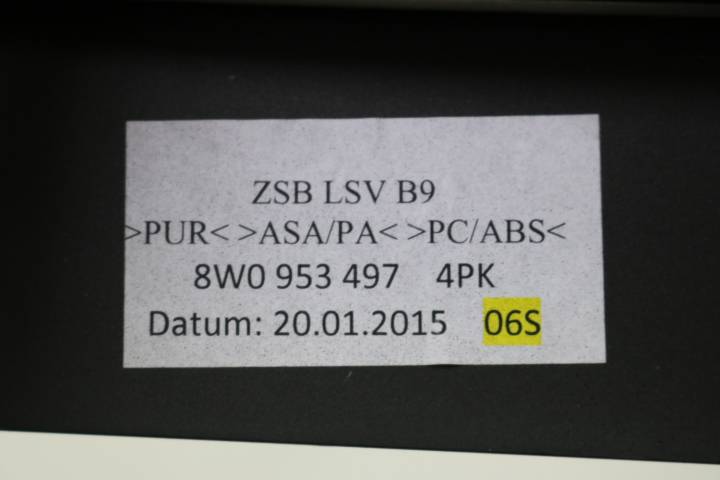 ZSB LSV B9
>PUR< >ASA/PA< >PC/ABS<
8W0 953 497 4PK
Datum: 20.01.2015 06S